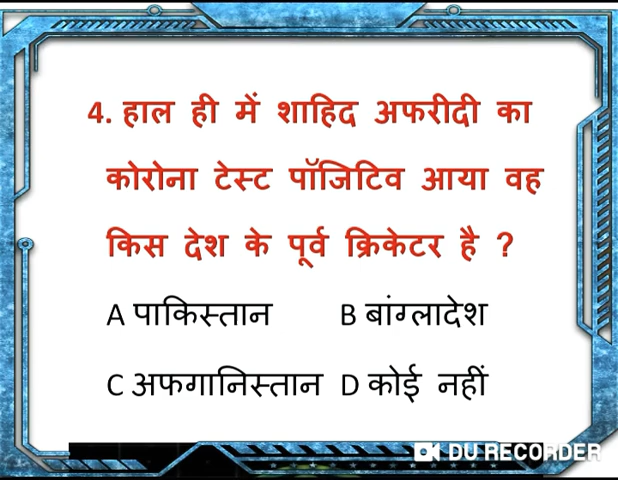 4. हाल ही में शाहिद अफरीदी का
कोरोना टेस्ट पॉजिटिव आया वह
किस देश के पूर्व क्रिकेटर है ?
A पाकिस्तान B बांग्लादेश
C अफगानिस्तान D कोई नहीं
DU RECORDER